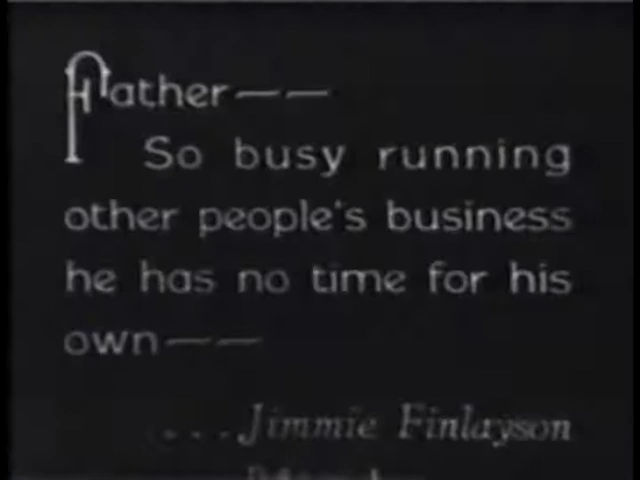 Father——
So busy running
other people's business
he has no time for his
own——
...Jimmie Finlayson